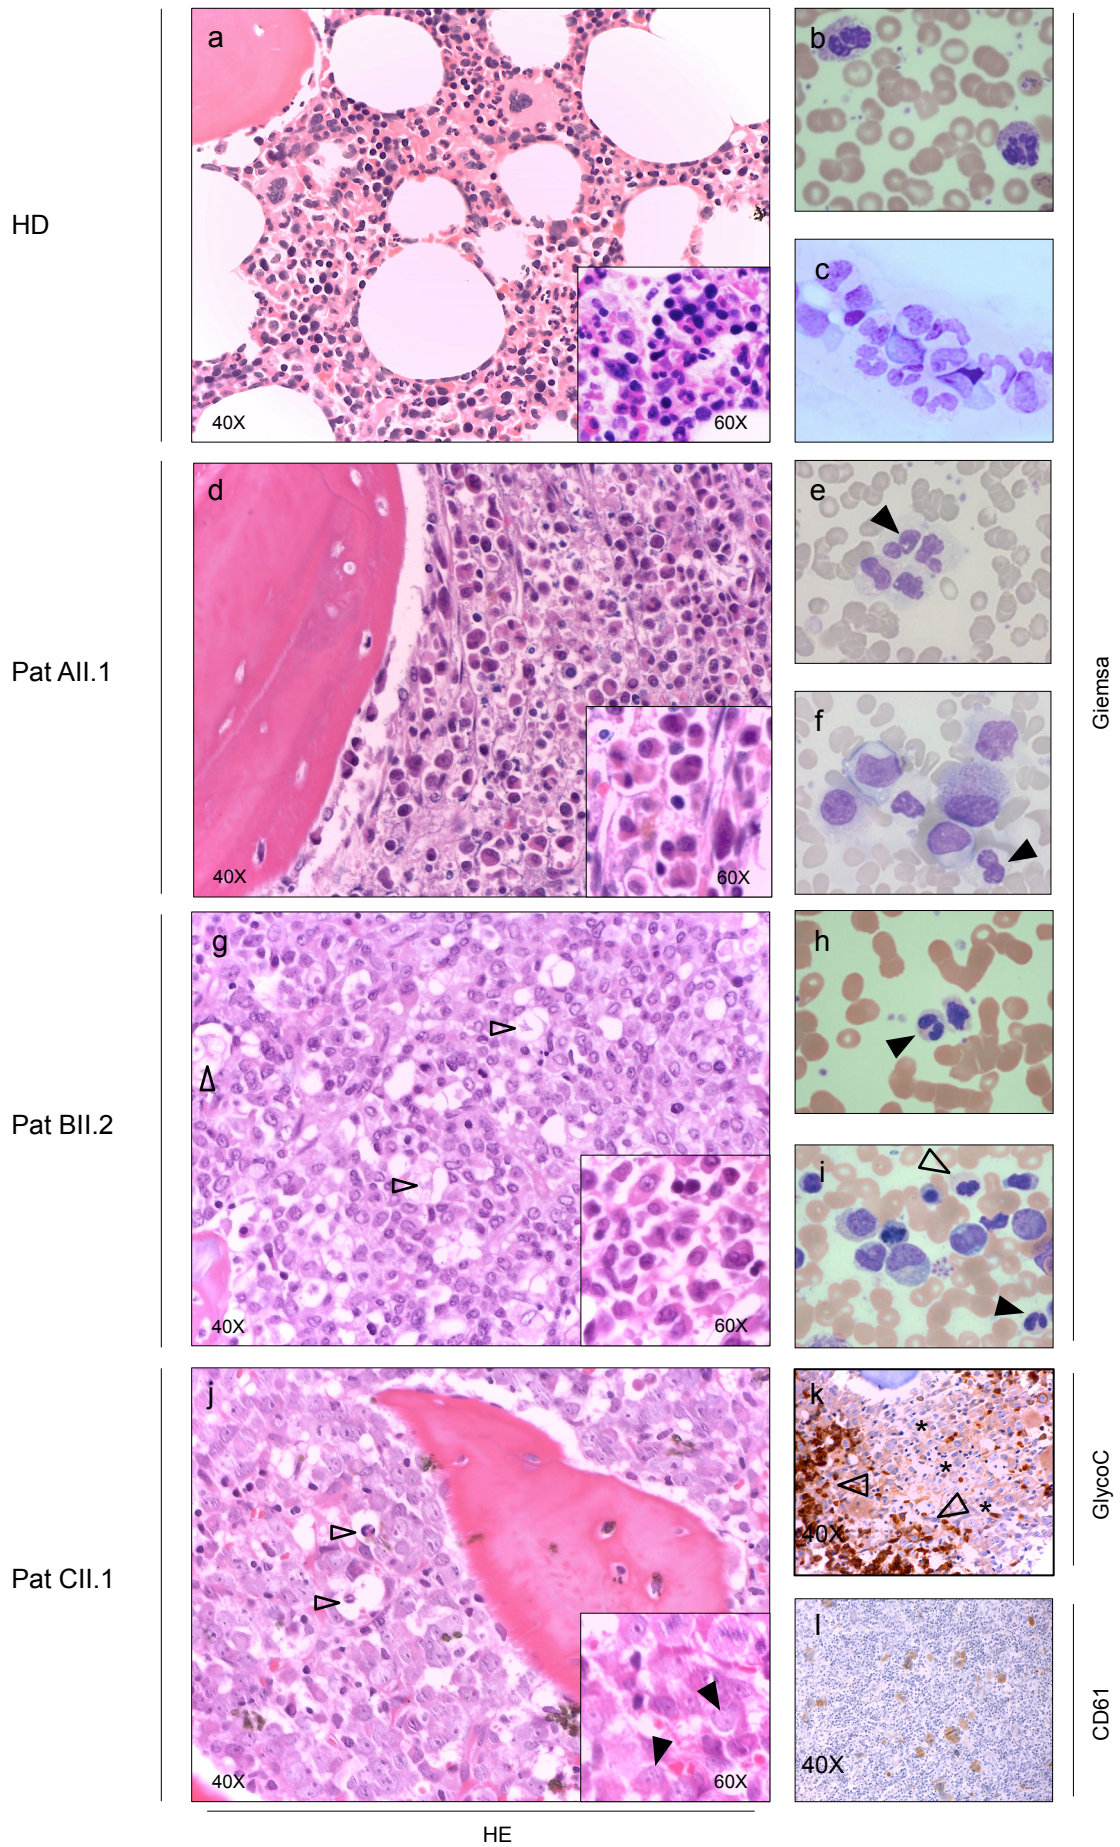 HD
a
40X
60X
b
c
Pat AII.1
d
40X
60X
e
f
Giemsa
Pat BII.2
g
40X
60X
h
i
Pat CII.1
j
40X
60X
k
*
*
*
40X
GlycoC
l
40X
CD61
HE